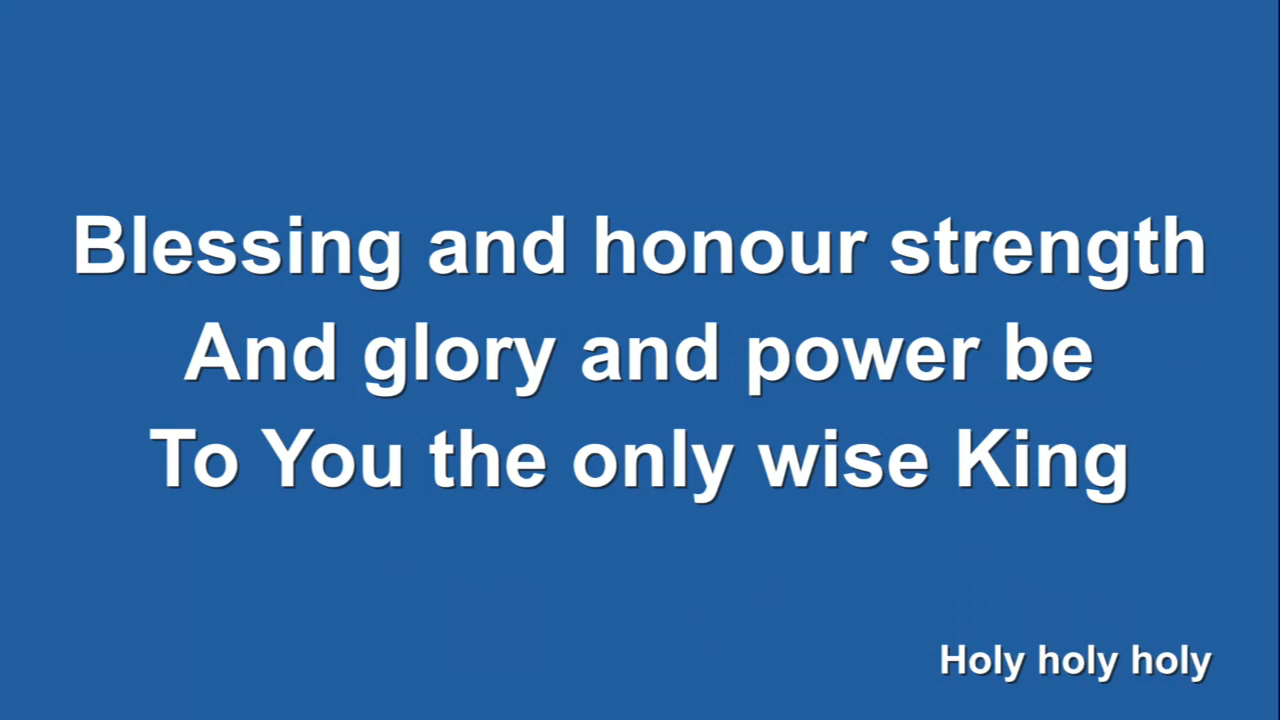 Blessing and honour strength
And glory and power be
To You the only wise King
Holy holy holy